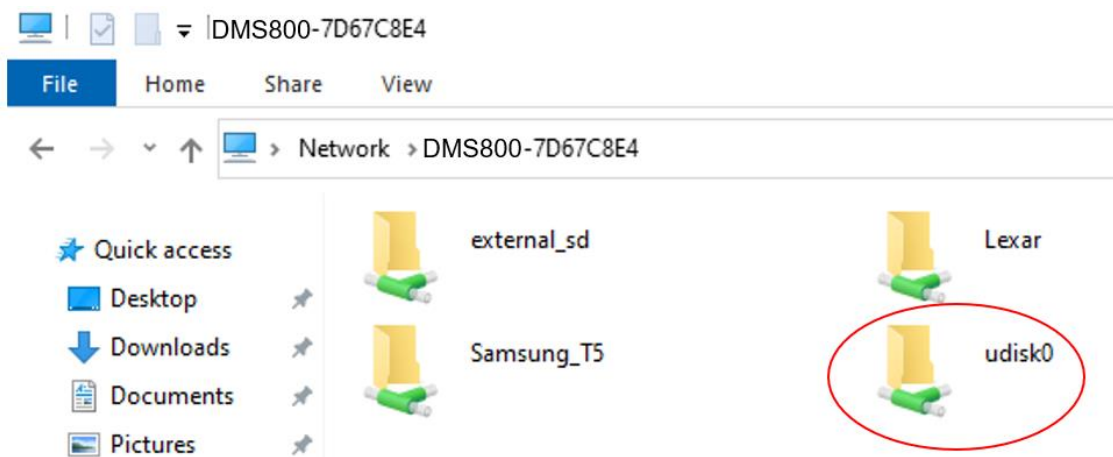 DMS800-7D67C8E4
File Home Share View
Network DMS800-7D67C8E4
Quick access
Desktop
Downloads
Documents
Pictures
external_sd
Lexar
Samsung_T5
udisk0